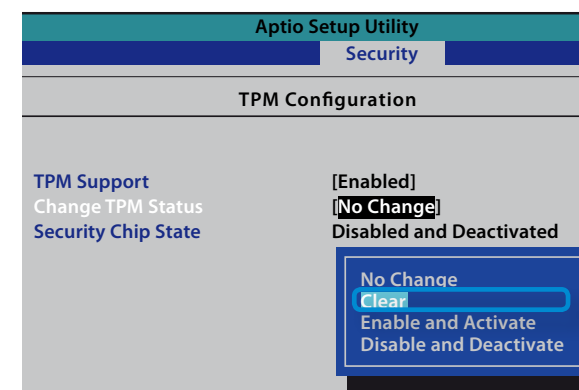 Aptio Setup Utility
Security
TPM Configuration
TPM Support [Enabled]
Change TPM Status [No Change]
Security Chip State Disabled and Deactivated
No Change
Clear
Enable and Activate
Disable and Deactivate